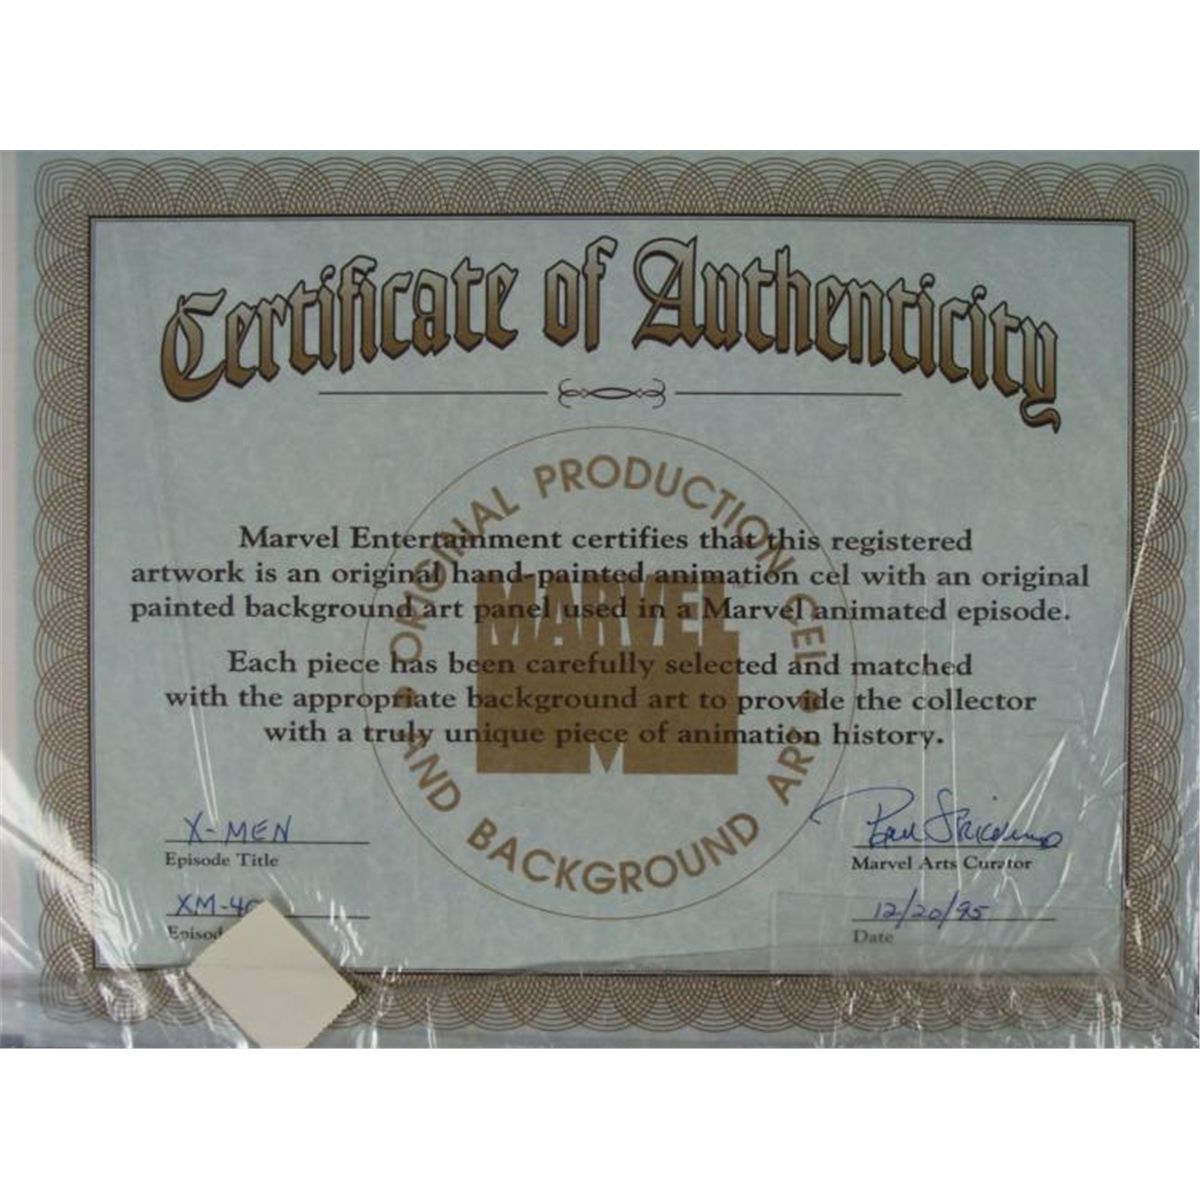 Certificate of Authenticity
ORIGINAL PRODUCTION CEL
Marvel Entertainment certifies that this registered
artwork is an original hand-painted animation cel with an original
painted background art panel used in a Marvel animated episode.
MARVEL
Each piece has been carefully selected and matched
with the appropriate background art to provide the collector
with a truly unique piece of animation history.
AND BACKGROUND ART
X-MEN
Episode Title
Marvel Arts Curator
12/20/95
Date